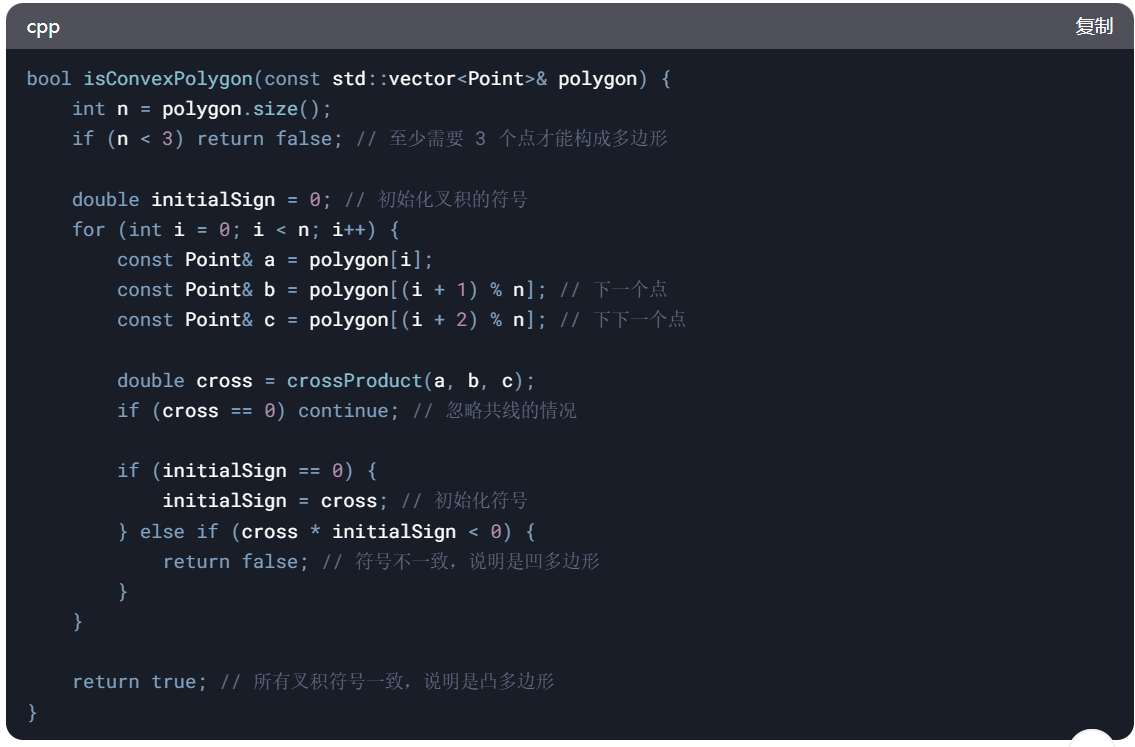 cpp
复制
bool isConvexPolygon(const std::vector<Point>& polygon) {
    int n = polygon.size();
    if (n < 3) return false; // 至少需要 3 个点才能构成多边形

    double initialSign = 0; // 初始化叉积的符号
    for (int i = 0; i < n; i++) {
        const Point& a = polygon[i];
        const Point& b = polygon[(i + 1) % n]; // 下一个点
        const Point& c = polygon[(i + 2) % n]; // 下下一个点

        double cross = crossProduct(a, b, c);
        if (cross == 0) continue; // 忽略共线的情况

        if (initialSign == 0) {
            initialSign = cross; // 初始化符号
        } else if (cross * initialSign < 0) {
            return false; // 符号不一致，说明是凹多边形
        }
    }

    return true; // 所有叉积符号一致，说明是凸多边形
}